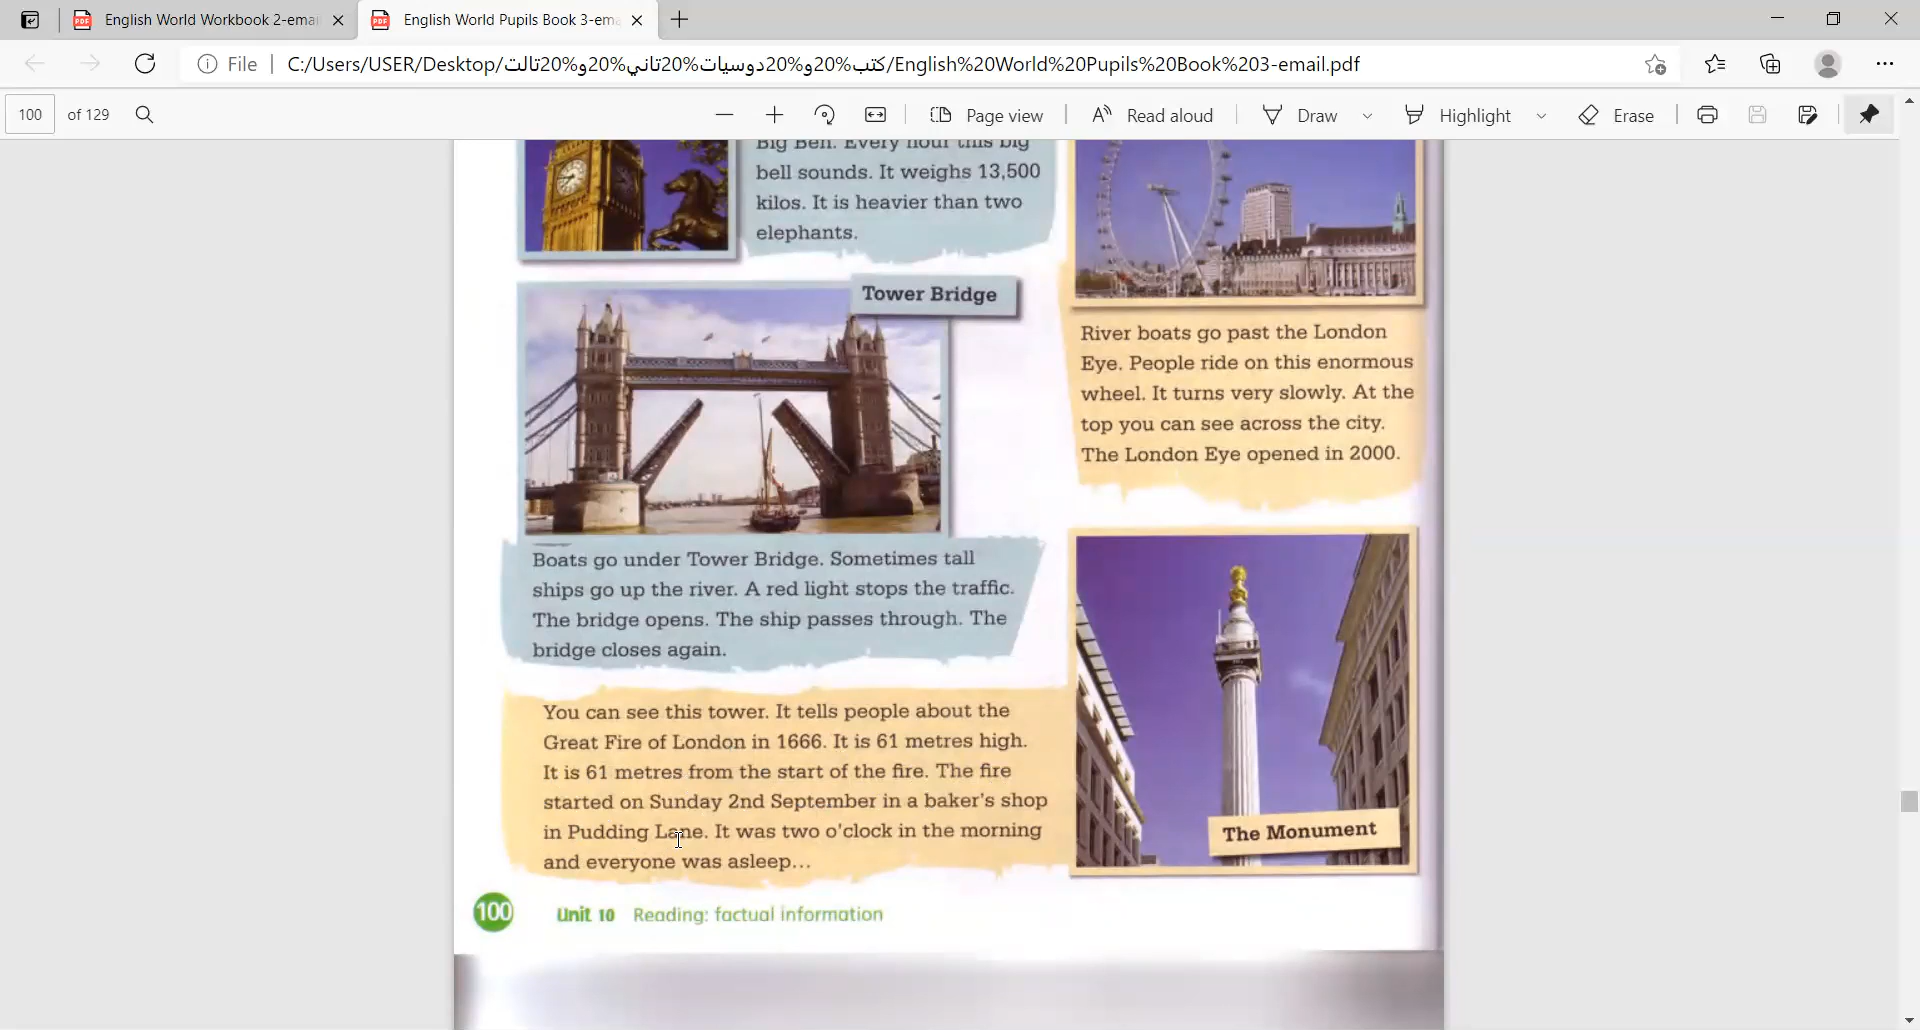 English World Workbook 2-emai
English World Pupils Book 3-ema
File
C:/Users/USER/Desktop/كتب%20و%20دوسيات%20تاني%20و%20تالت/English%20World%20Pupils%20Book%203-email.pdf
100 of 129
Page view
Read aloud
Draw
Highlight
Erase
Big Ben. Every hour this big
bell sounds. It weighs 13,500
kilos. It is heavier than two
elephants.
Tower Bridge
River boats go past the London
Eye. People ride on this enormous
wheel. It turns very slowly. At the
top you can see across the city.
The London Eye opened in 2000.
Boats go under Tower Bridge. Sometimes tall
ships go up the river. A red light stops the traffic.
The bridge opens. The ship passes through. The
bridge closes again.
You can see this tower. It tells people about the
Great Fire of London in 1666. It is 61 metres high.
It is 61 metres from the start of the fire. The fire
started on Sunday 2nd September in a baker's shop
in Pudding Lane. It was two o'clock in the morning
and everyone was asleep...
The Monument
100
Unit 10 Reading: factual information